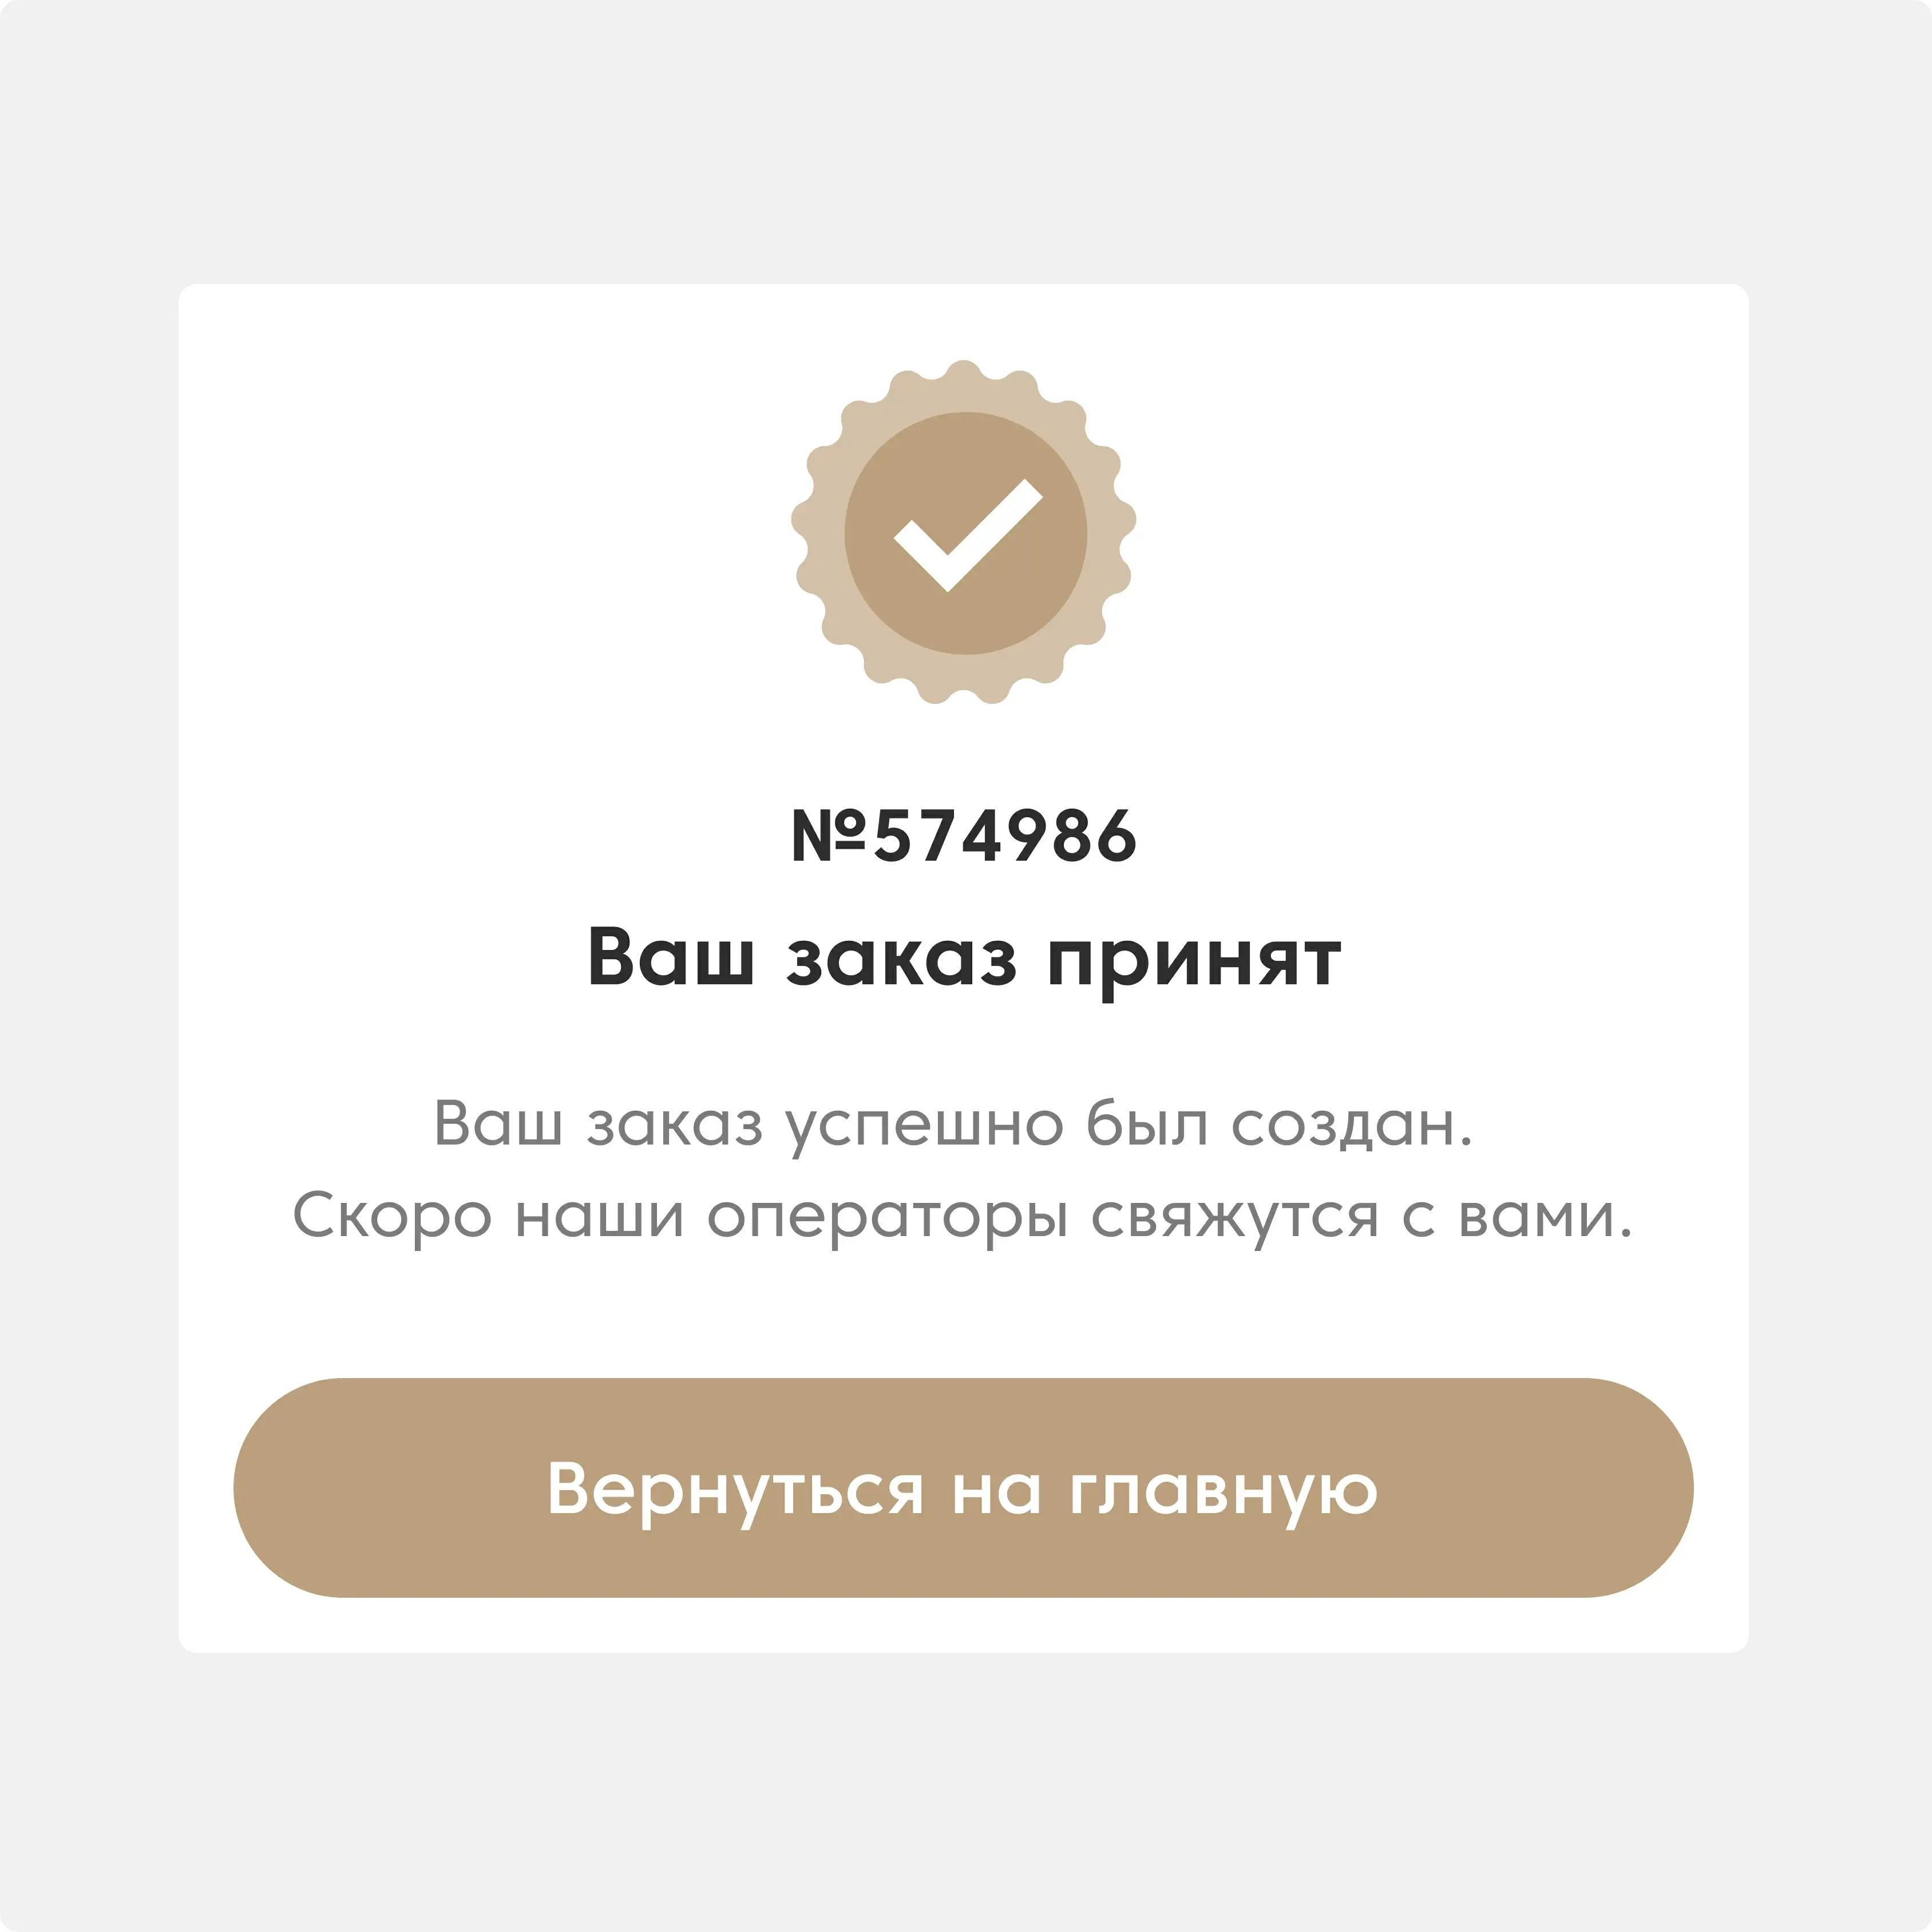 №574986
Ваш заказ принят
Ваш заказ успешно был создан.
Скоро наши операторы свяжутся с вами.
Вернуться на главную